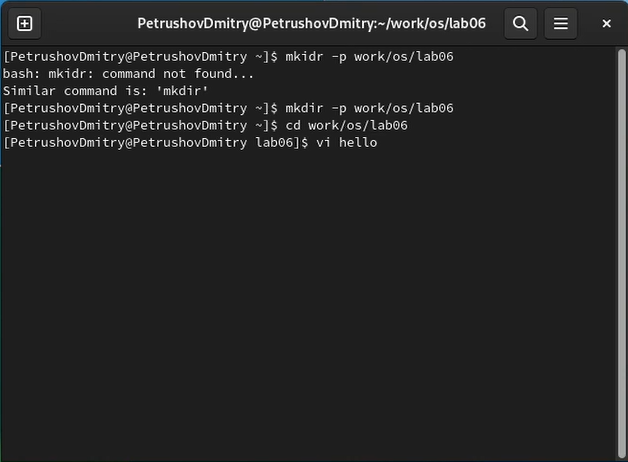 PetrushovDmitry@PetrushovDmitry:~/work/os/lab06
[PetrushovDmitry@PetrushovDmitry ~]$ mkidr -p work/os/lab06
bash: mkidr: command not found...
Similar command is: 'mkdir'
[PetrushovDmitry@PetrushovDmitry ~]$ mkdir -p work/os/lab06
[PetrushovDmitry@PetrushovDmitry ~]$ cd work/os/lab06
[PetrushovDmitry@PetrushovDmitry lab06]$ vi hello